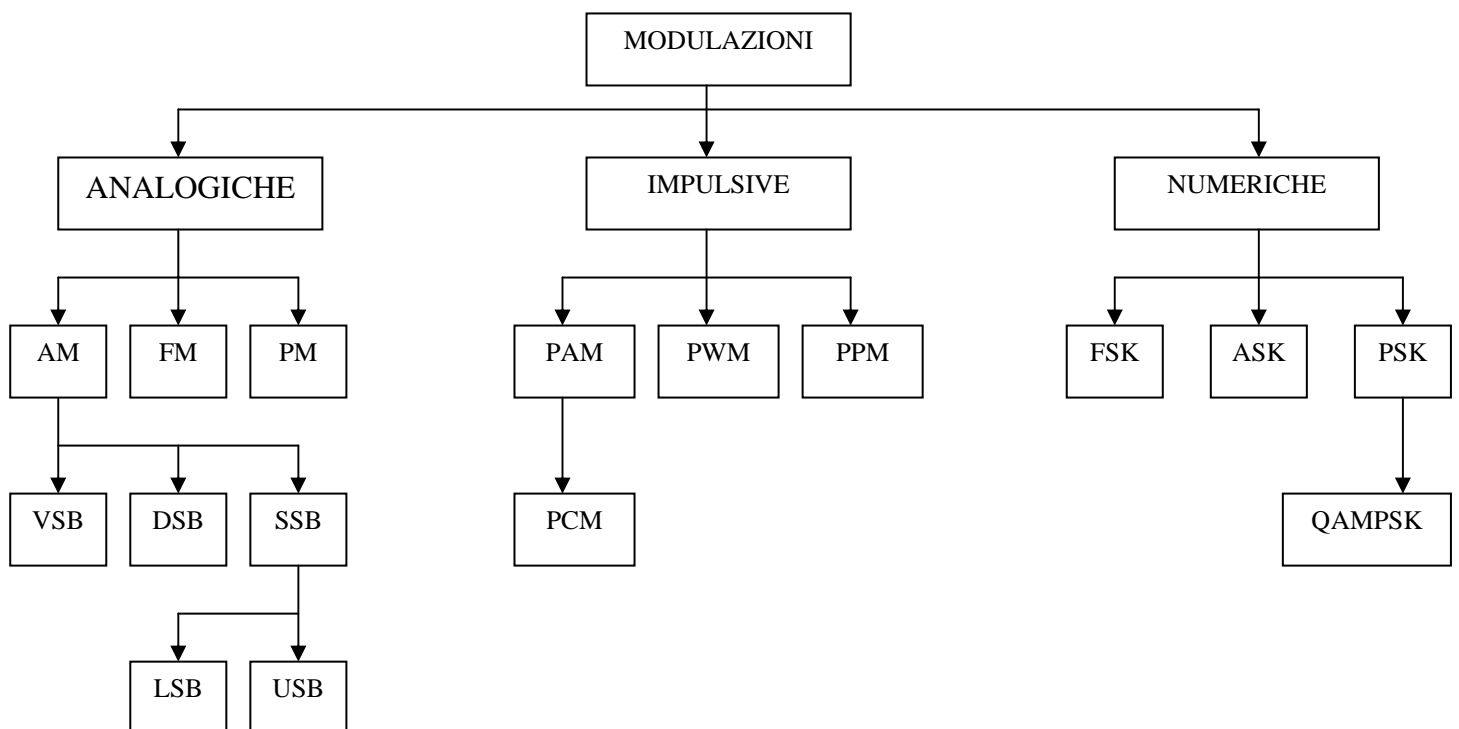 MODULAZIONI
ANALOGICHE IMPULSIVE NUMERICHE
AM FM PM PAM PWM PPM FSK ASK PSK
VSB DSB SSB PCM QAMPSK
LSB USB